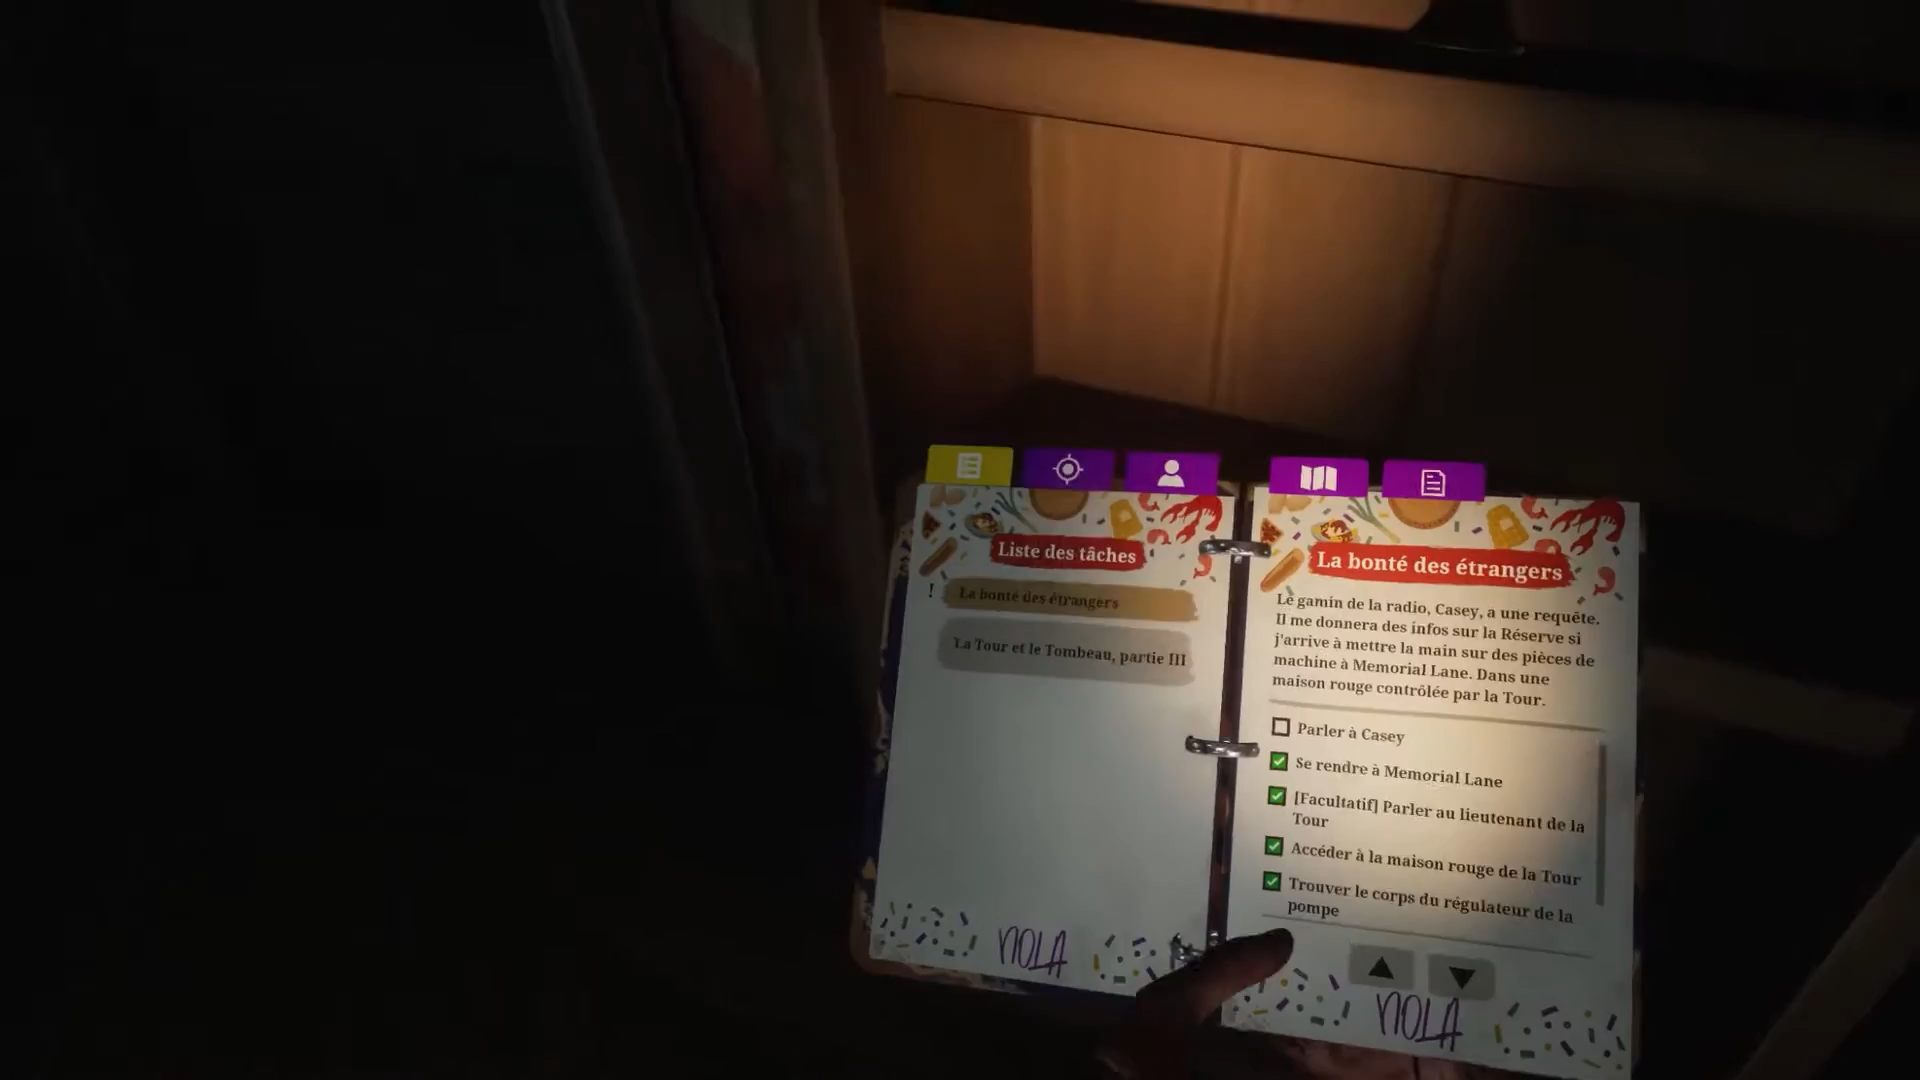 Liste des tâches
! La bonté des étrangers
La Tour et le Tombeau, partie III
NOLA
La bonté des étrangers
Le gamin de la radio, Casey, a une requête.
Il me donnera des infos sur la Réserve si
j'arrive à mettre la main sur des pièces de
machine à Memorial Lane. Dans une
maison rouge contrôlée par la Tour.
Parler à Casey
Se rendre à Memorial Lane
[Facultatif] Parler au lieutenant de la
Tour
Accéder à la maison rouge de la Tour
Trouver le corps du régulateur de la
pompe
NOLA